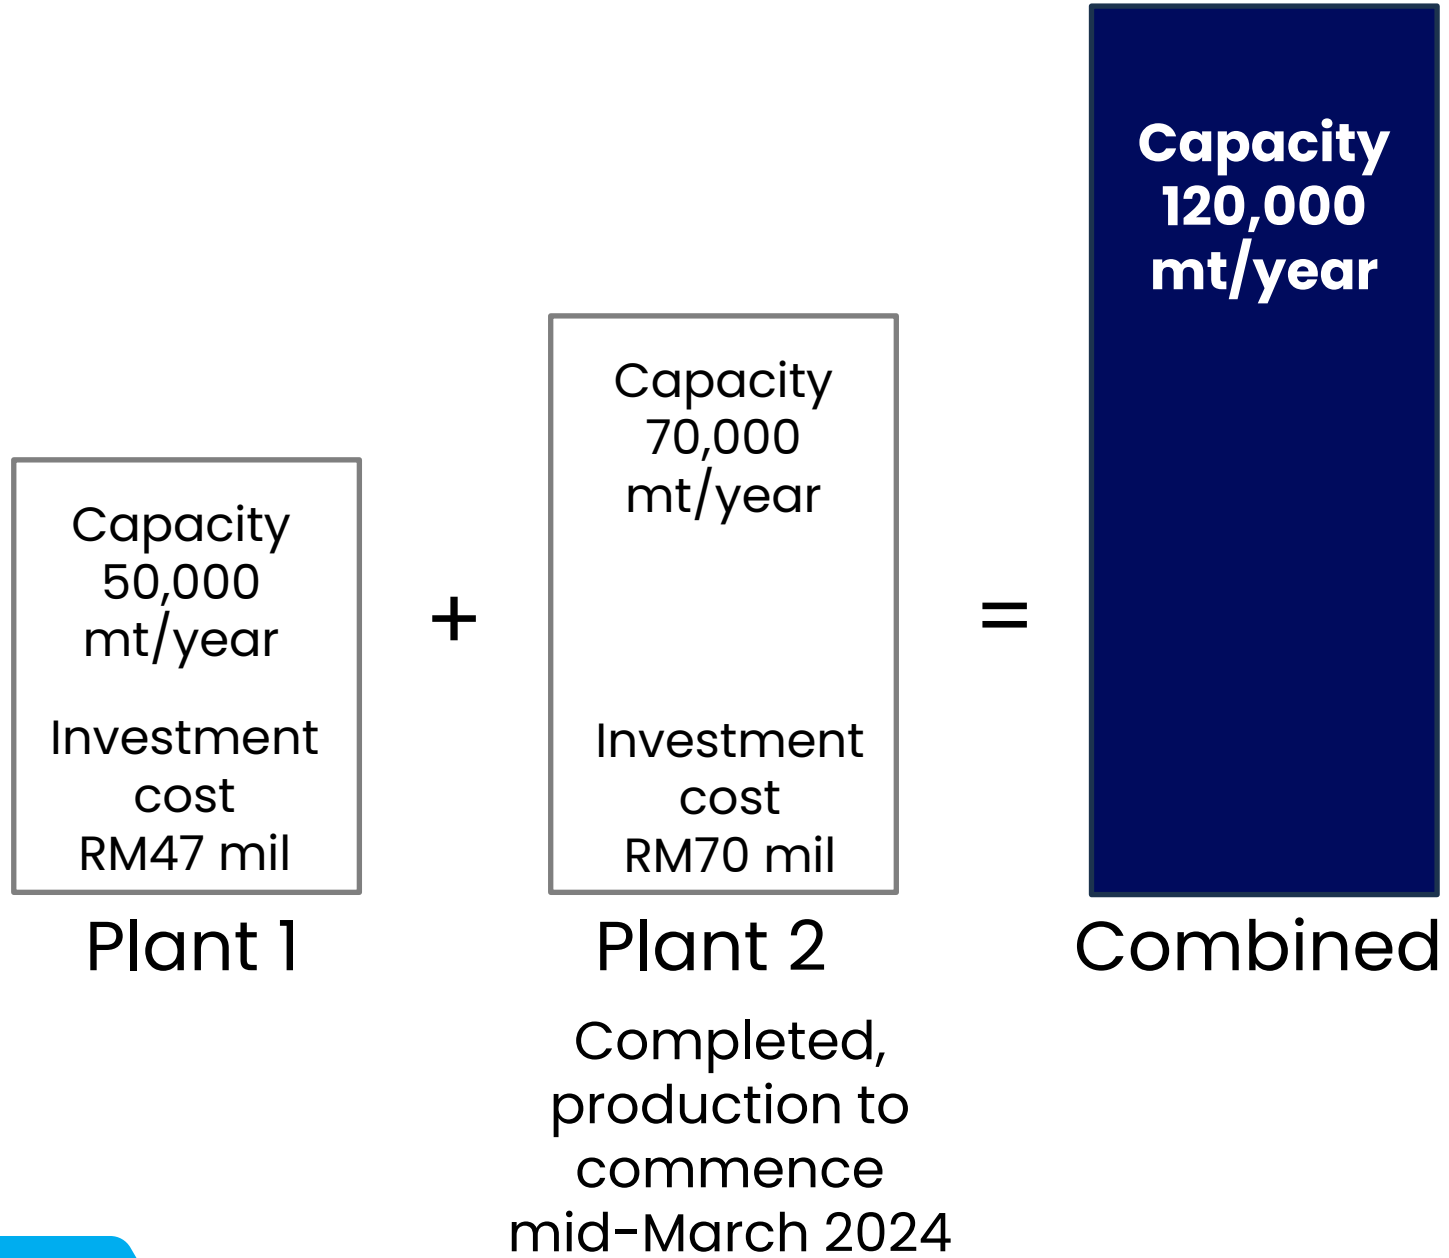 Capacity
50,000
mt/year
Investment
cost
RM47 mil
Plant 1
+
Capacity
70,000
mt/year
Investment
cost
RM70 mil
Plant 2
Completed,
production to
commence
mid-March 2024
=
Capacity
120,000
mt/year
Combined